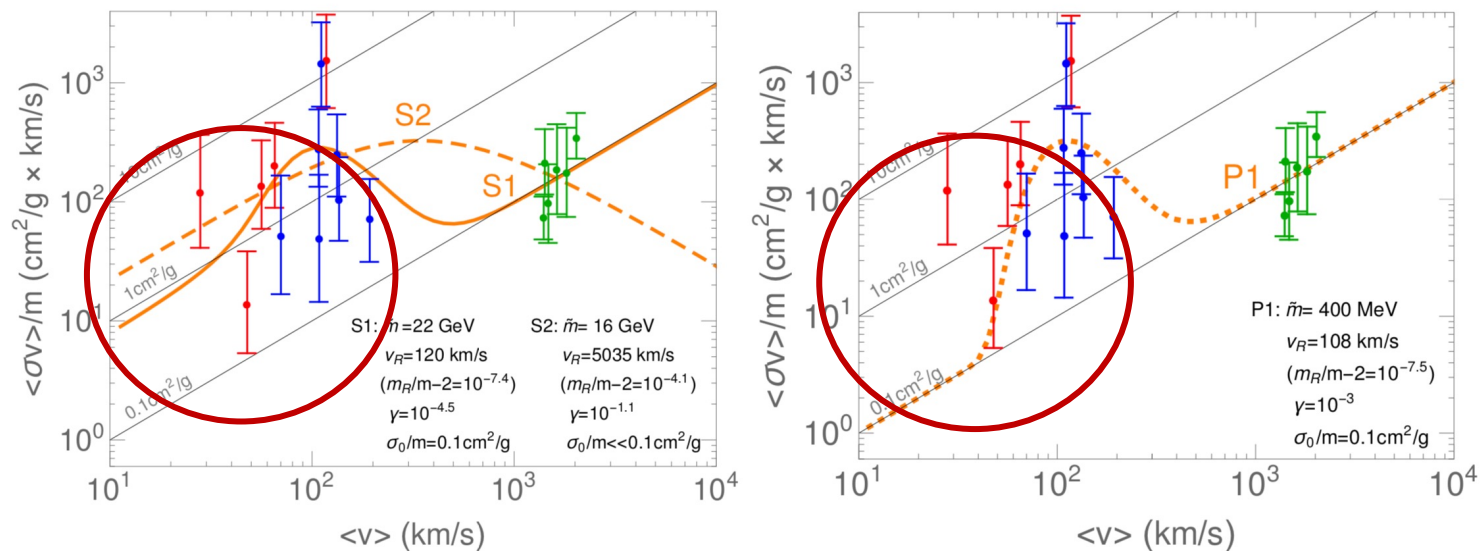 <σv>/m (cm²/g × km/s)
10³
10²
10¹
10⁰
10cm²/g
1cm²/g
0.1cm²/g
S2
S1
S1: m̃=22 GeV
v_R=120 km/s
(m_R/m-2=10^-7.4)
γ=10^-4.5
σ₀/m=0.1cm²/g
S2: m̃= 16 GeV
v_R=5035 km/s
(m_R/m-2=10^-4.1)
γ=10^-1.1
σ₀/m<<0.1cm²/g
10¹ 10² 10³ 10⁴
<v> (km/s)
<σv>/m (cm²/g × km/s)
10³
10²
10¹
10⁰
10cm²/g
1cm²/g
0.1cm²/g
P1
P1: m̃= 400 MeV
v_R=108 km/s
(m_R/m-2=10^-7.5)
γ=10^-3
σ₀/m=0.1cm²/g
10¹ 10² 10³ 10⁴
<v> (km/s)